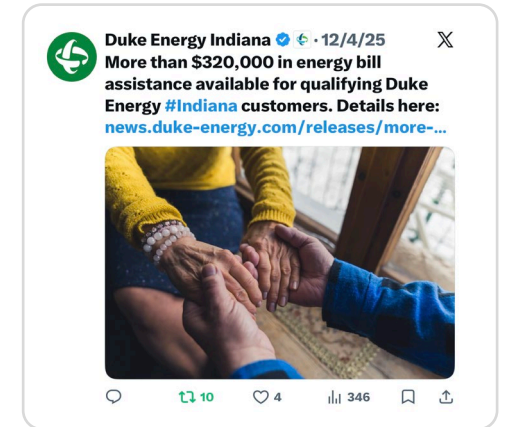 Duke Energy Indiana · 12/4/25
More than $320,000 in energy bill
assistance available for qualifying Duke
Energy #Indiana customers. Details here:
news.duke-energy.com/releases/more-...
10 4 346